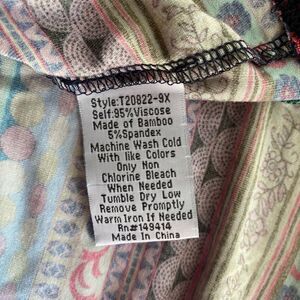 Style:T20822-9X
Self:95%Viscose
Made of Bamboo
5%Spandex
Machine Wash Cold
With like Colors
Only Non
Chlorine Bleach
When Needed
Tumble Dry Low
Remove Promptly
Warm Iron If Needed
Rn#149414
Made In China